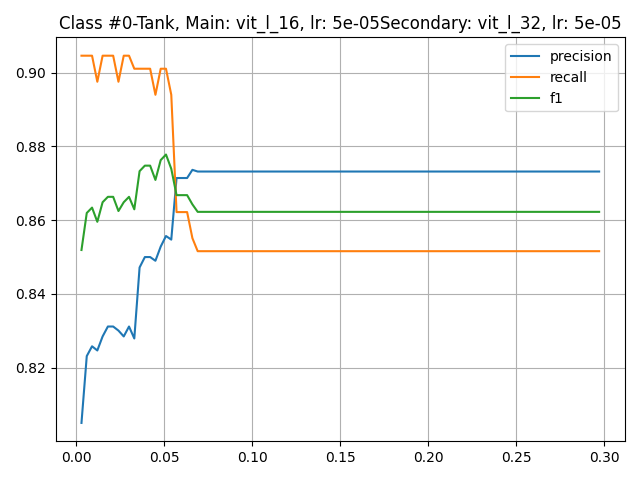 Class #0-Tank, Main: vit_l_16, lr: 5e-05Secondary: vit_l_32, lr: 5e-05
precision
recall
f1
0.90
0.88
0.86
0.84
0.82
0.00 0.05 0.10 0.15 0.20 0.25 0.30